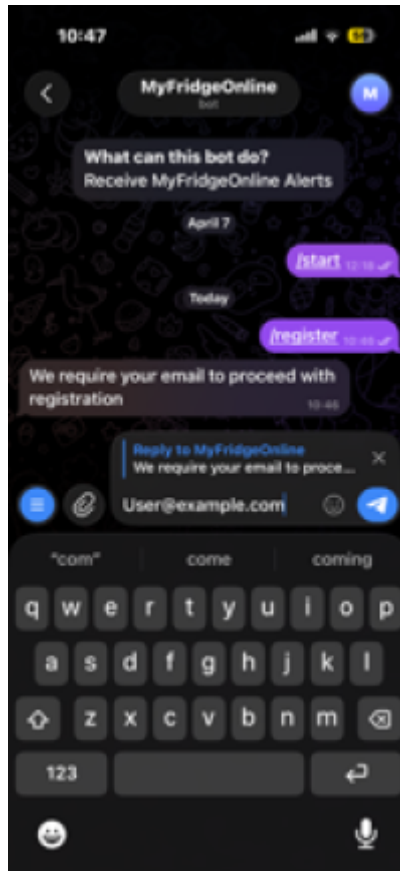 10:47
MyFridgeOnline
bot
M
What can this bot do?
Receive MyFridgeOnline Alerts
April 7
/start 12:18
Today
/register 10:46
We require your email to proceed with
registration
10:46
Reply to MyFridgeOnline
We require your email to proce...
User@example.com
"com" come coming
q w e r t y u i o p
a s d f g h j k l
z x c v b n m
123